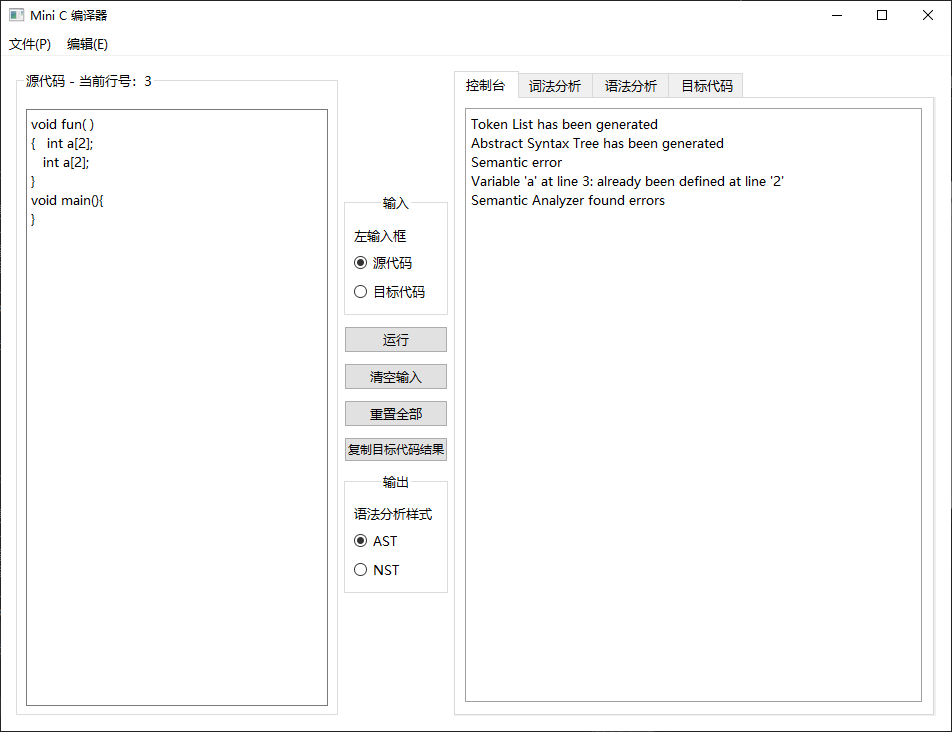 Mini C 编译器
文件(P) 编辑(E)
源代码 - 当前行号：3
void fun( )
{   int a[2];
   int a[2];
}
void main(){
}
输入
左输入框
源代码
目标代码
运行
清空输入
重置全部
复制目标代码结果
输出
语法分析样式
AST
NST
控制台 词法分析 语法分析 目标代码
Token List has been generated
Abstract Syntax Tree has been generated
Semantic error
Variable 'a' at line 3: already been defined at line '2'
Semantic Analyzer found errors